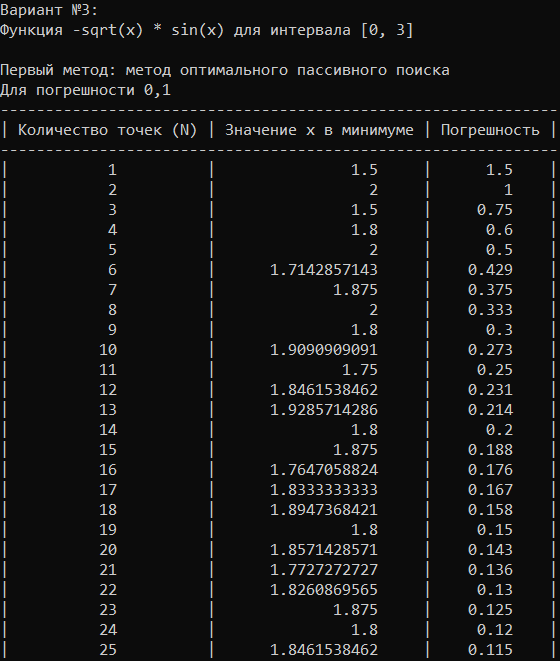 Вариант №3:
Функция -sqrt(x) * sin(x) для интервала [0, 3]
Первый метод: метод оптимального пассивного поиска
Для погрешности 0,1
-------------------------------------------------------------
| Количество точек (N) | Значение x в минимуме | Погрешность |
-------------------------------------------------------------
| 1 | 1.5 | 1.5 |
| 2 | 2 | 1 |
| 3 | 1.5 | 0.75 |
| 4 | 1.8 | 0.6 |
| 5 | 2 | 0.5 |
| 6 | 1.7142857143 | 0.429 |
| 7 | 1.875 | 0.375 |
| 8 | 2 | 0.333 |
| 9 | 1.8 | 0.3 |
| 10 | 1.9090909091 | 0.273 |
| 11 | 1.75 | 0.25 |
| 12 | 1.8461538462 | 0.231 |
| 13 | 1.9285714286 | 0.214 |
| 14 | 1.8 | 0.2 |
| 15 | 1.875 | 0.188 |
| 16 | 1.7647058824 | 0.176 |
| 17 | 1.8333333333 | 0.167 |
| 18 | 1.8947368421 | 0.158 |
| 19 | 1.8 | 0.15 |
| 20 | 1.8571428571 | 0.143 |
| 21 | 1.7727272727 | 0.136 |
| 22 | 1.8260869565 | 0.13 |
| 23 | 1.875 | 0.125 |
| 24 | 1.8 | 0.12 |
| 25 | 1.8461538462 | 0.115 |